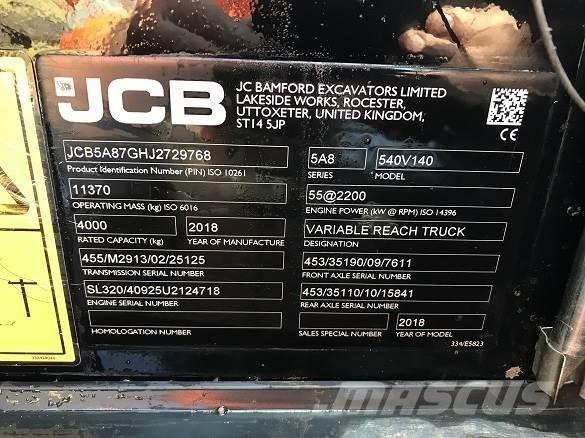 JCB
JC BAMFORD EXCAVATORS LIMITED
LAKESIDE WORKS, ROCESTER,
UTTOXETER, UNITED KINGDOM,
ST14 5JP
CE
JCB5A87GHJ2729768
Product Identification Number (PIN) ISO 10261
5A8 540V140
SERIES MODEL
11370
OPERATING MASS (kg) ISO 6016
55@2200
ENGINE POWER (kW @ RPM) ISO 14396
4000 2018
RATED CAPACITY (kg) YEAR OF MANUFACTURE
VARIABLE REACH TRUCK
DESIGNATION
455/M2913/02/25125
TRANSMISSION SERIAL NUMBER
453/35190/09/7611
FRONT AXLE SERIAL NUMBER
SL320/40925U2124718
ENGINE SERIAL NUMBER
453/35110/10/15841
REAR AXLE SERIAL NUMBER
HOMOLOGATION NUMBER
2018
SALES SPECIAL NUMBER YEAR OF MODEL
334/E5823
MASCUS